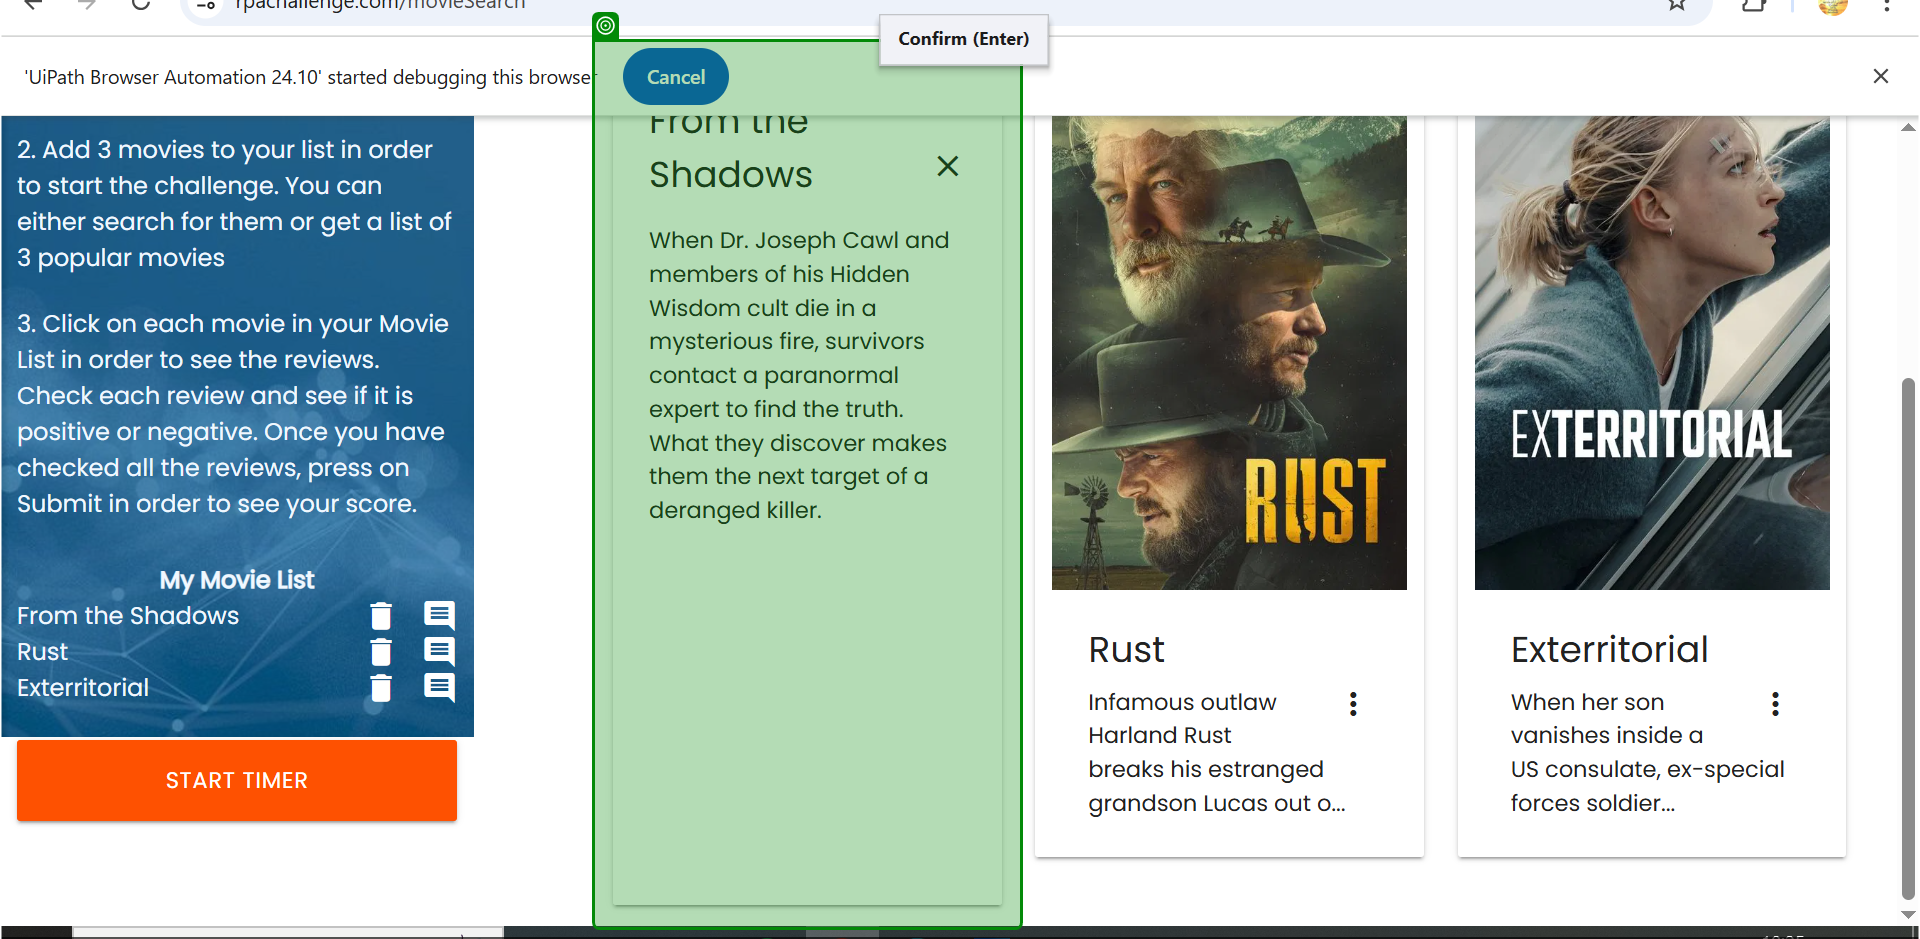 rpachallenge.com/movieSearch
Confirm (Enter)
'UiPath Browser Automation 24.10' started debugging this browser
Cancel
2. Add 3 movies to your list in order
to start the challenge. You can
either search for them or get a list of
3 popular movies
3. Click on each movie in your Movie
List in order to see the reviews.
Check each review and see if it is
positive or negative. Once you have
checked all the reviews, press on
Submit in order to see your score.
My Movie List
From the Shadows
Rust
Exterritorial
START TIMER
From the
Shadows
When Dr. Joseph Cawl and
members of his Hidden
Wisdom cult die in a
mysterious fire, survivors
contact a paranormal
expert to find the truth.
What they discover makes
them the next target of a
deranged killer.
RUST
Rust
Infamous outlaw
Harland Rust
breaks his estranged
grandson Lucas out o...
EXTERRITORIAL
Exterritorial
When her son
vanishes inside a
US consulate, ex-special
forces soldier...